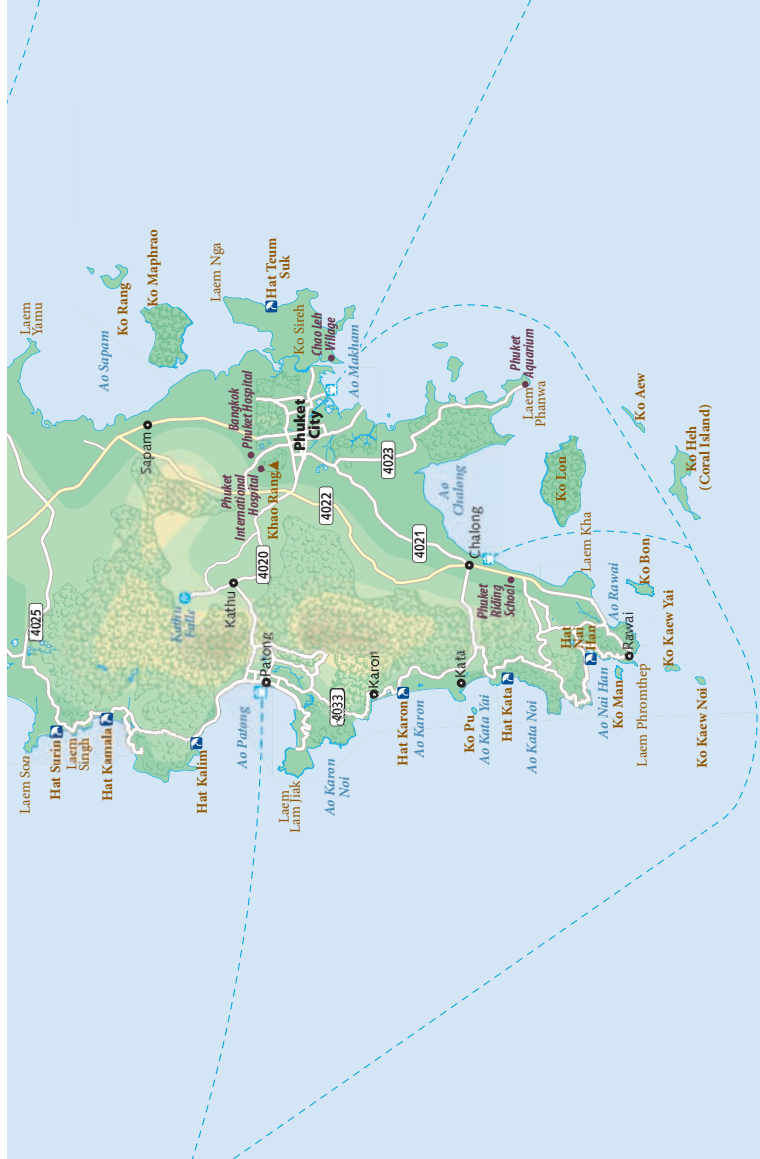 Laem
Yamu
Ko Rang
Ko Maphrao
Ao Sapam
Laem Nga
Hat Teum
Suk
Ko Sireh
Chao Leh
Village
Ao Makham
Phuket
Aquarium
Laem
Phanwa
Sapam
Bangkok
Phuket Hospital
Phuket
International
Hospital
Khao Rang
Phuket
City
4023
4022
4021
4020
4025
4033
Ao
Chalong
Chalong
Ko Lon
Ko Aew
Ko Heh
(Coral Island)
Laem Kha
Kathu
Falls
Kathu
Patong
Karon
Kata
Phuket
Riding
School
Hat
Nai
Han
Rawai
Ao Rawai
Ko Bon
Ko Kaew Yai
Ko Kaew Noi
Laem Phromthep
Ko Man
Ao Nai Han
Ao Kata Noi
Hat Kata
Ao Kata Yai
Ko Pu
Ao Karon
Hat Karon
Ao Karon
Noi
Laem
Lam Jiak
Ao Patong
Hat Kalim
Hat Kamala
Laem
Singh
Hat Surin
Laem Son